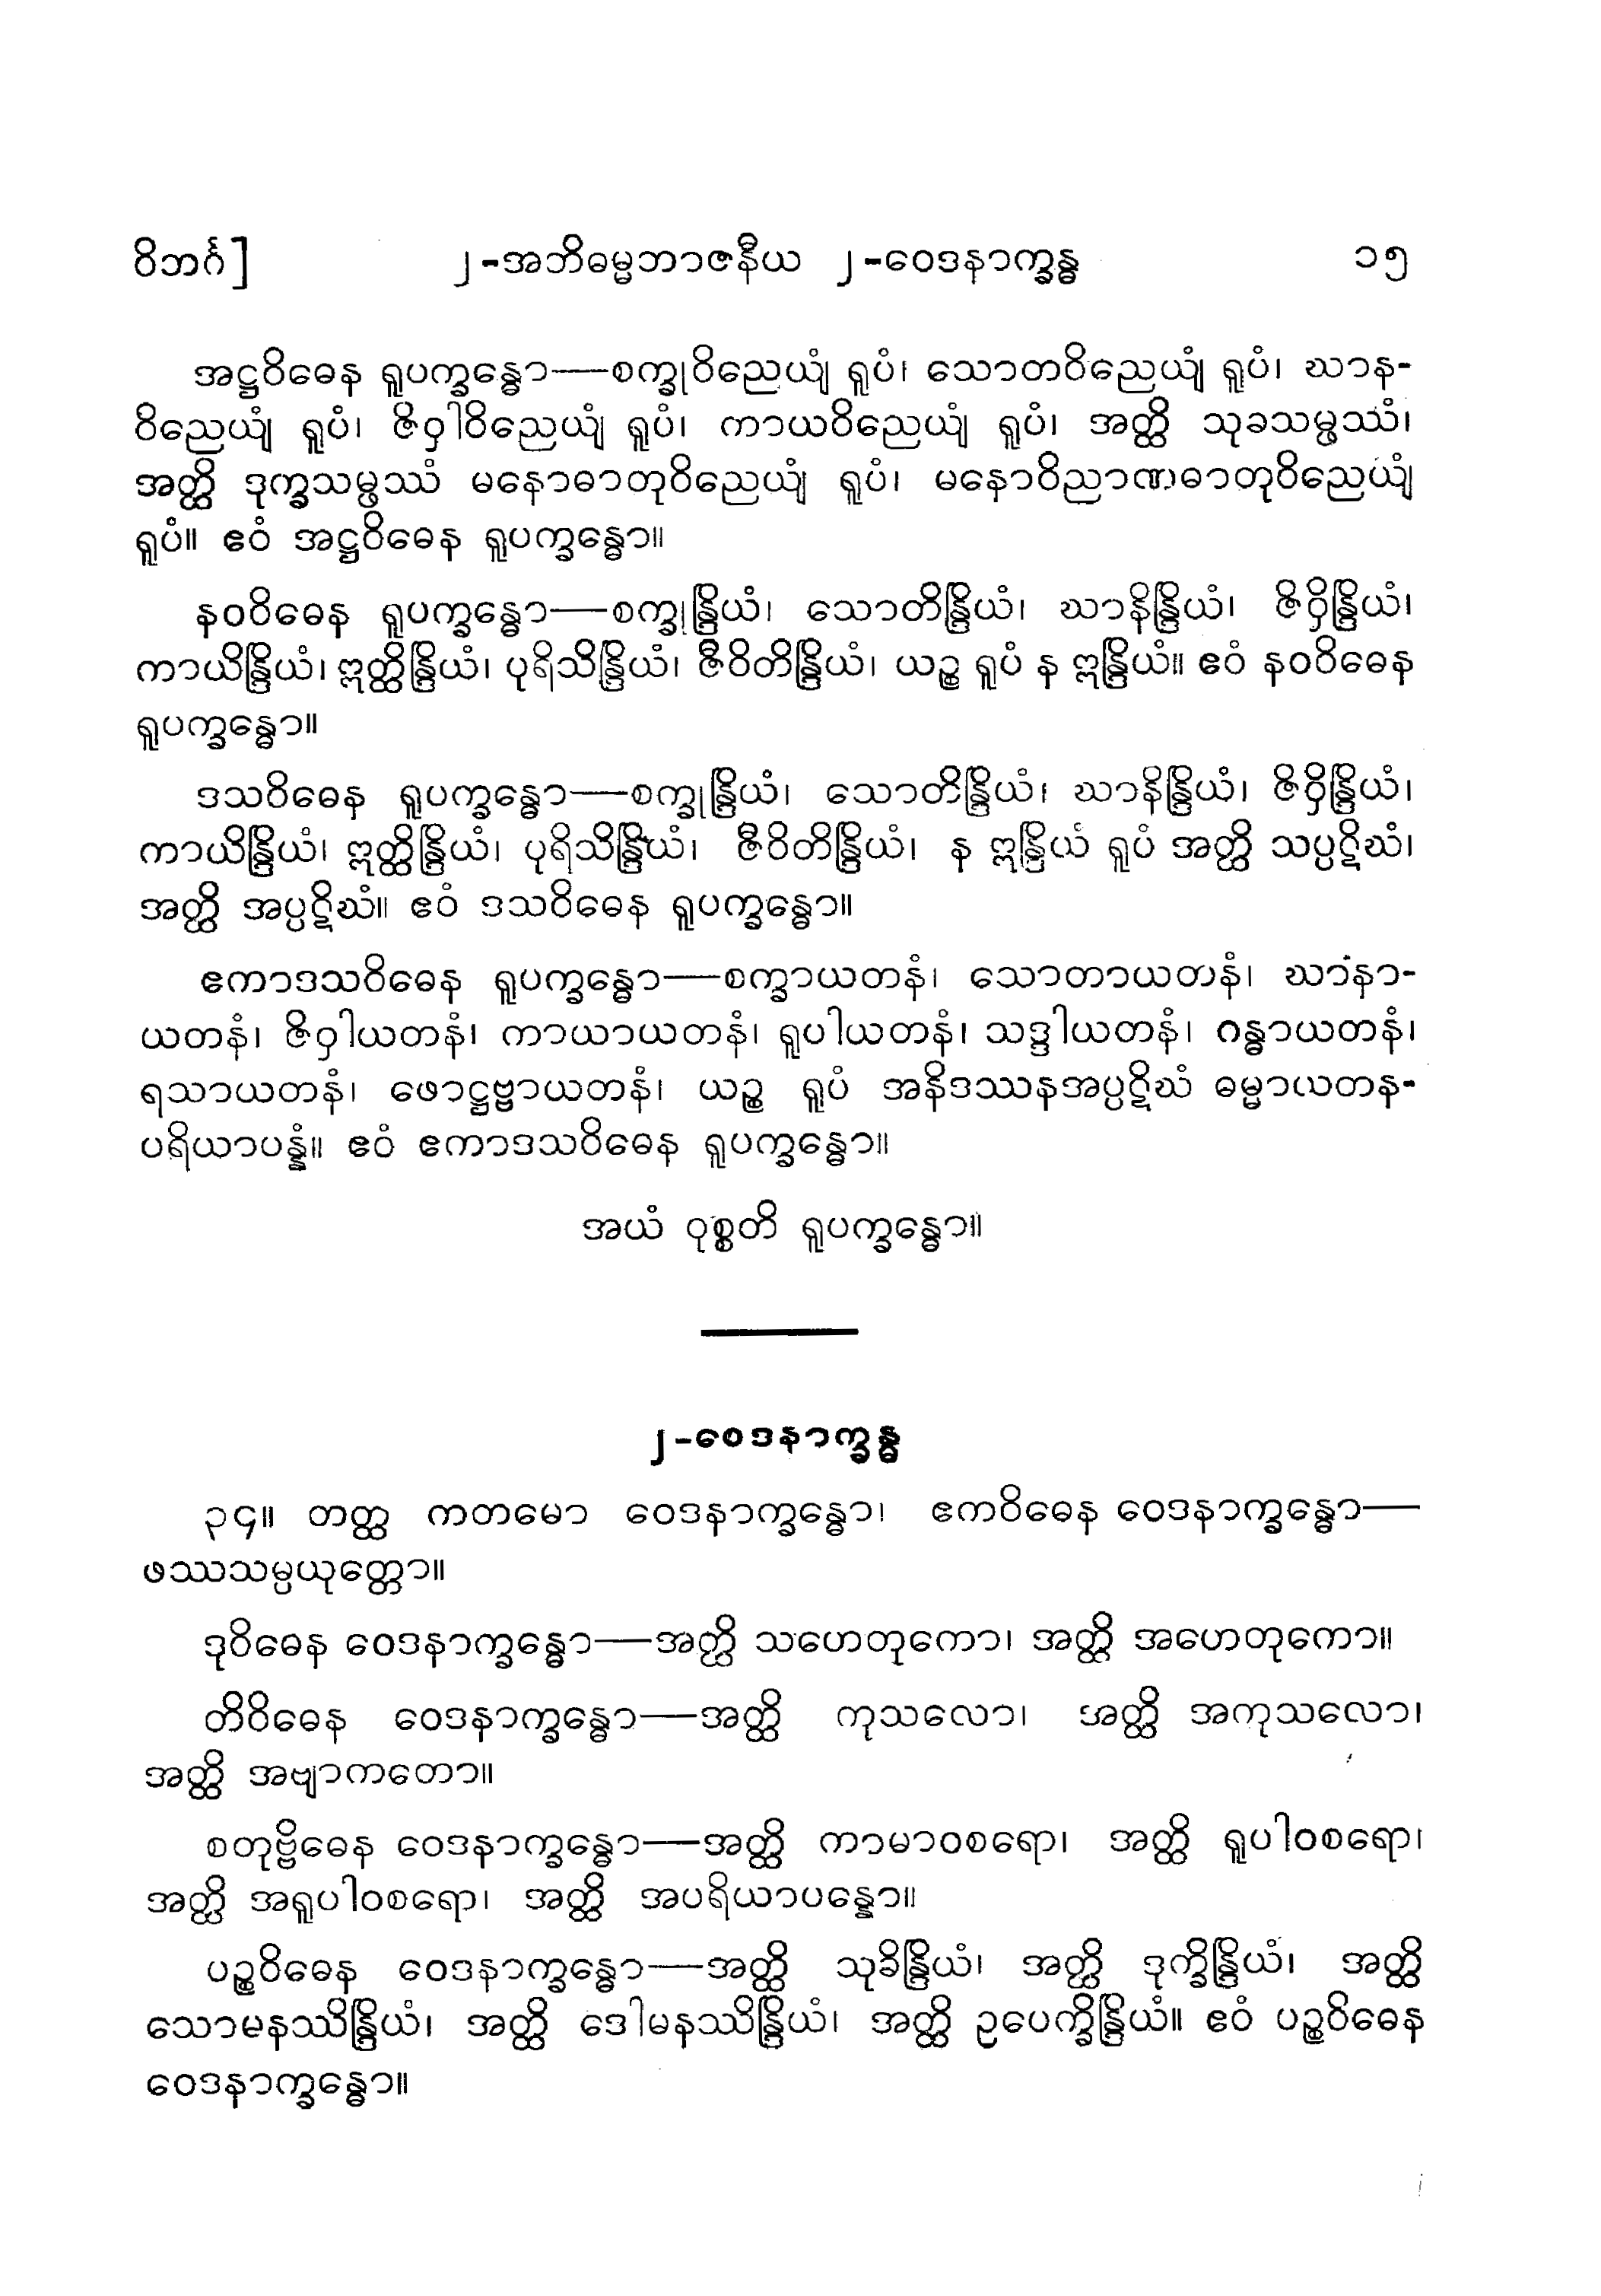 ဝိဘင်္ဂ] ၂-အဘိဓမ္မဘာဇနီယ ၂-ဝေဒနာက္ခန္ဓ ၁၅
အဋ္ဌဝိဓေန ရူပက္ခန္ဓော—စက္ခုဝိညေယျံ ရူပံ၊ သောတဝိညေယျံ ရူပံ၊ ဃာန-
ဝိညေယျံ ရူပံ၊ ဇိဝှါဝိညေယျံ ရူပံ၊ ကာယဝိညေယျံ ရူပံ၊ အတ္ထိ သုခသမ္ဖဿံ၊
အတ္ထိ ဒုက္ခသမ္ဖဿံ မနောဓာတုဝိညေယျံ ရူပံ၊ မနောဝိညာဏဓာတုဝိညေယျံ
ရူပံ။ ဧဝံ အဋ္ဌဝိဓေန ရူပက္ခန္ဓော။
နဝဝိဓေန ရူပက္ခန္ဓော—စက္ခုန္ဒြိယံ၊ သောတိန္ဒြိယံ၊ ဃာနိန္ဒြိယံ၊ ဇိဝှိန္ဒြိယံ၊
ကာယိန္ဒြိယံ၊ ဣတ္ထိန္ဒြိယံ၊ ပုရိသိန္ဒြိယံ၊ ဇီဝိတိန္ဒြိယံ၊ ယဉ္စ ရူပံ န ဣန္ဒြိယံ။ ဧဝံ နဝဝိဓေန
ရူပက္ခန္ဓော။
ဒသဝိဓေန ရူပက္ခန္ဓော—စက္ခုန္ဒြိယံ၊ သောတိန္ဒြိယံ၊ ဃာနိန္ဒြိယံ၊ ဇိဝှိန္ဒြိယံ၊
ကာယိန္ဒြိယံ၊ ဣတ္ထိန္ဒြိယံ၊ ပုရိသိန္ဒြိယံ၊ ဇီဝိတိန္ဒြိယံ၊ န ဣန္ဒြိယံ ရူပံ အတ္ထိ သပ္ပဋိဃံ၊
အတ္ထိ အပ္ပဋိဃံ။ ဧဝံ ဒသဝိဓေန ရူပက္ခန္ဓော။
ဧကာဒသဝိဓေန ရူပက္ခန္ဓော—စက္ခာယတနံ၊ သောတာယတနံ၊ ဃာနာ-
ယတနံ၊ ဇိဝှါယတနံ၊ ကာယာယတနံ၊ ရူပါယတနံ၊ သဒ္ဒါယတနံ၊ ဂန္ဓာယတနံ၊
ရသာယတနံ၊ ဖောဋ္ဌဗ္ဗာယတနံ၊ ယဉ္စ ရူပံ အနိဒဿနအပ္ပဋိဃံ ဓမ္မာယတန-
ပရိယာပန္နံ။ ဧဝံ ဧကာဒသဝိဓေန ရူပက္ခန္ဓော။
အယံ ဝုစ္စတိ ရူပက္ခန္ဓော။
၂-ဝေဒနာက္ခန္ဓ
၃၄။ တတ္ထ ကတမော ဝေဒနာက္ခန္ဓော၊ ဧကဝိဓေန ဝေဒနာက္ခန္ဓော—
ဖဿသမ္ပယုတ္တော။
ဒုဝိဓေန ဝေဒနာက္ခန္ဓော—အတ္ထိ သဟေတုကော၊ အတ္ထိ အဟေတုကော။
တိဝိဓေန ဝေဒနာက္ခန္ဓော—အတ္ထိ ကုသလော၊ အတ္ထိ အကုသလော၊
အတ္ထိ အဗျာကတော။
စတုဗ္ဗိဓေန ဝေဒနာက္ခန္ဓော—အတ္ထိ ကာမာဝစရော၊ အတ္ထိ ရူပါဝစရော၊
အတ္ထိ အရူပါဝစရော၊ အတ္ထိ အပရိယာပန္နော။
ပဉ္စဝိဓေန ဝေဒနာက္ခန္ဓော—အတ္ထိ သုခိန္ဒြိယံ၊ အတ္ထိ ဒုက္ခိန္ဒြိယံ၊ အတ္ထိ
သောမနဿိန္ဒြိယံ၊ အတ္ထိ ဒေါမနဿိန္ဒြိယံ၊ အတ္ထိ ဥပေက္ခိန္ဒြိယံ။ ဧဝံ ပဉ္စဝိဓေန
ဝေဒနာက္ခန္ဓော။